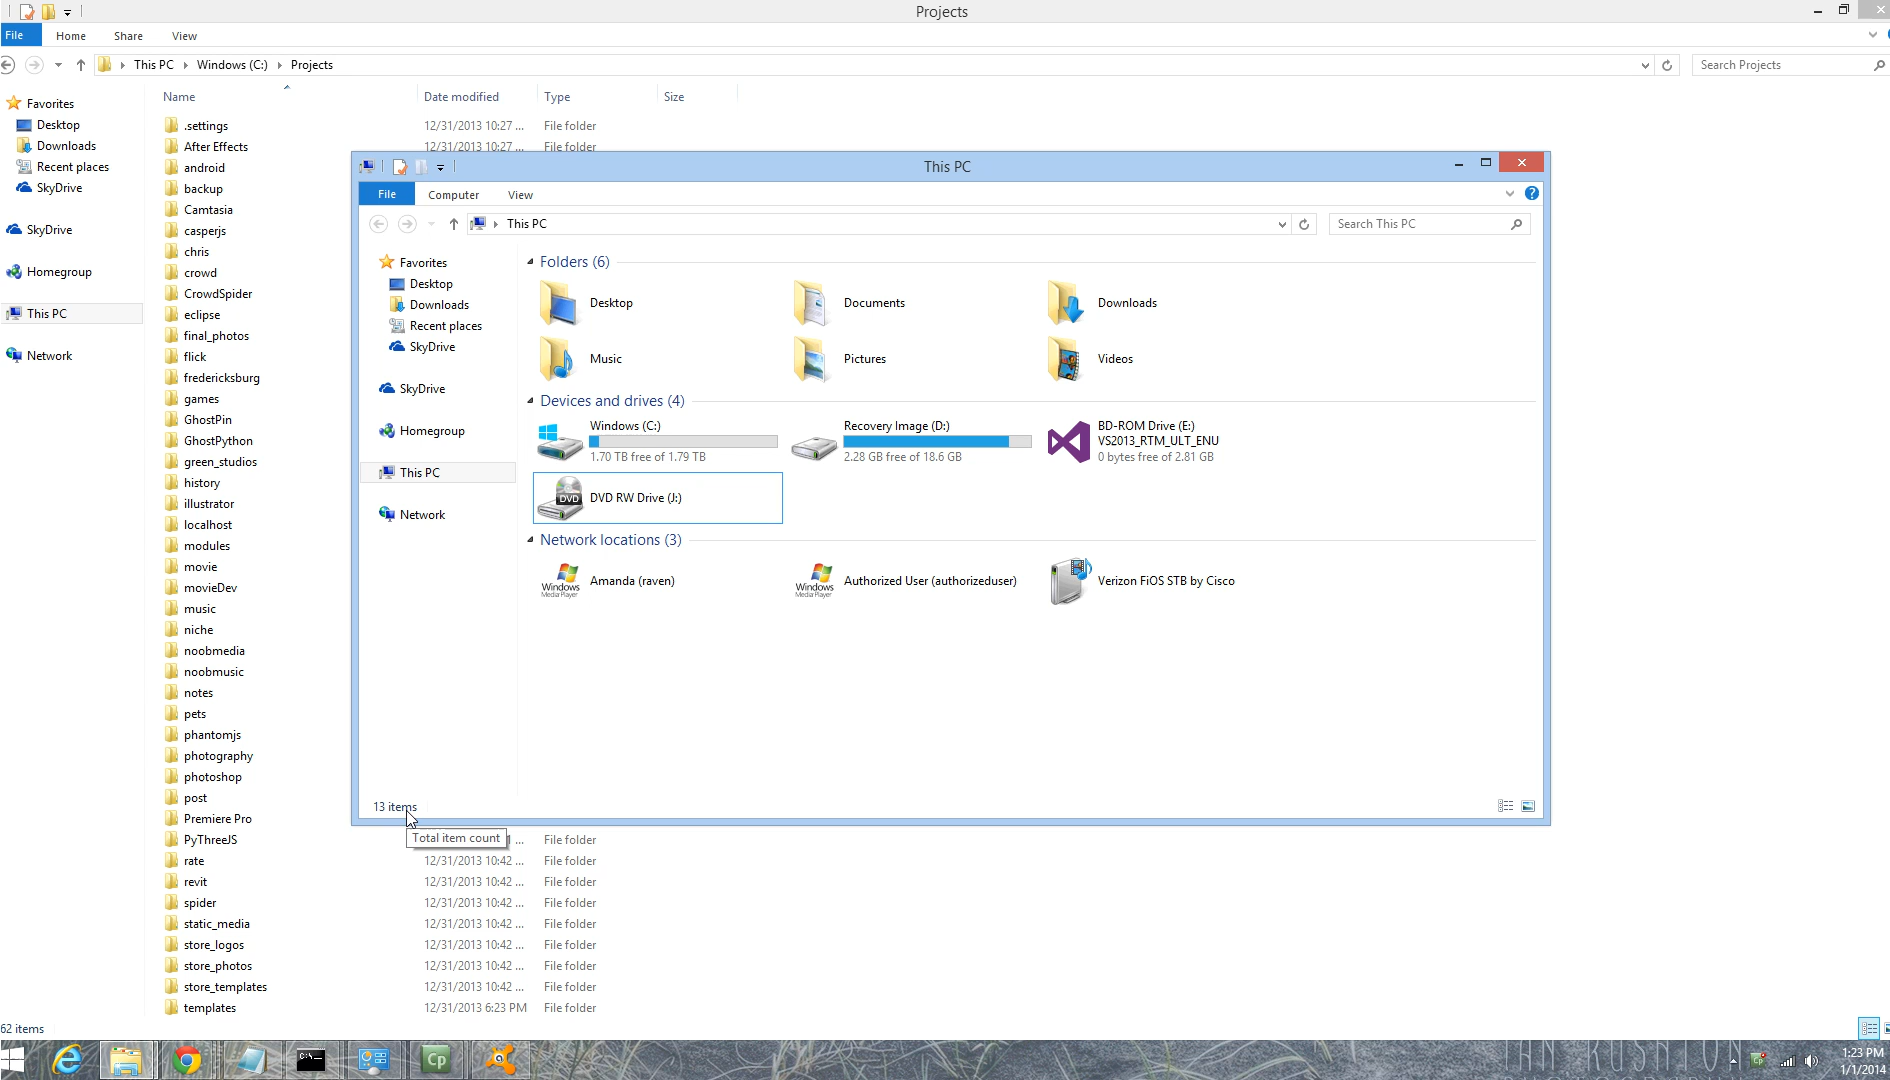 Projects
File Home Share View
This PC Windows (C:) Projects
Search Projects
Name Date modified Type Size
Favorites
Desktop
Downloads
Recent places
SkyDrive
SkyDrive
Homegroup
This PC
Network
.settings 12/31/2013 10:27 ... File folder
After Effects 12/31/2013 10:27 ... File folder
android
backup
Camtasia
casperjs
chris
crowd
CrowdSpider
eclipse
final_photos
flick
fredericksburg
games
GhostPin
GhostPython
green_studios
history
illustrator
localhost
modules
movie
movieDev
music
niche
noobmedia
noobmusic
notes
pets
phantomjs
photography
photoshop
post
Premiere Pro
PyThreeJS ... File folder
rate 12/31/2013 10:42 ... File folder
revit 12/31/2013 10:42 ... File folder
spider 12/31/2013 10:42 ... File folder
static_media 12/31/2013 10:42 ... File folder
store_logos 12/31/2013 10:42 ... File folder
store_photos 12/31/2013 10:42 ... File folder
store_templates 12/31/2013 10:42 ... File folder
templates 12/31/2013 6:23 PM File folder
62 items
This PC
File Computer View
This PC
Search This PC
Favorites
Desktop
Downloads
Recent places
SkyDrive
SkyDrive
Homegroup
This PC
Network
Folders (6)
Desktop Documents Downloads
Music Pictures Videos
Devices and drives (4)
Windows (C:)
1.70 TB free of 1.79 TB
Recovery Image (D:)
2.28 GB free of 18.6 GB
BD-ROM Drive (E:)
VS2013_RTM_ULT_ENU
0 bytes free of 2.81 GB
DVD
DVD RW Drive (J:)
Network locations (3)
Windows
Media Player
Amanda (raven)
Windows
Media Player
Authorized User (authorizeduser)
Verizon FiOS STB by Cisco
13 items
Total item count
C:\
Cp
Cp
1:23 PM
1/1/2014